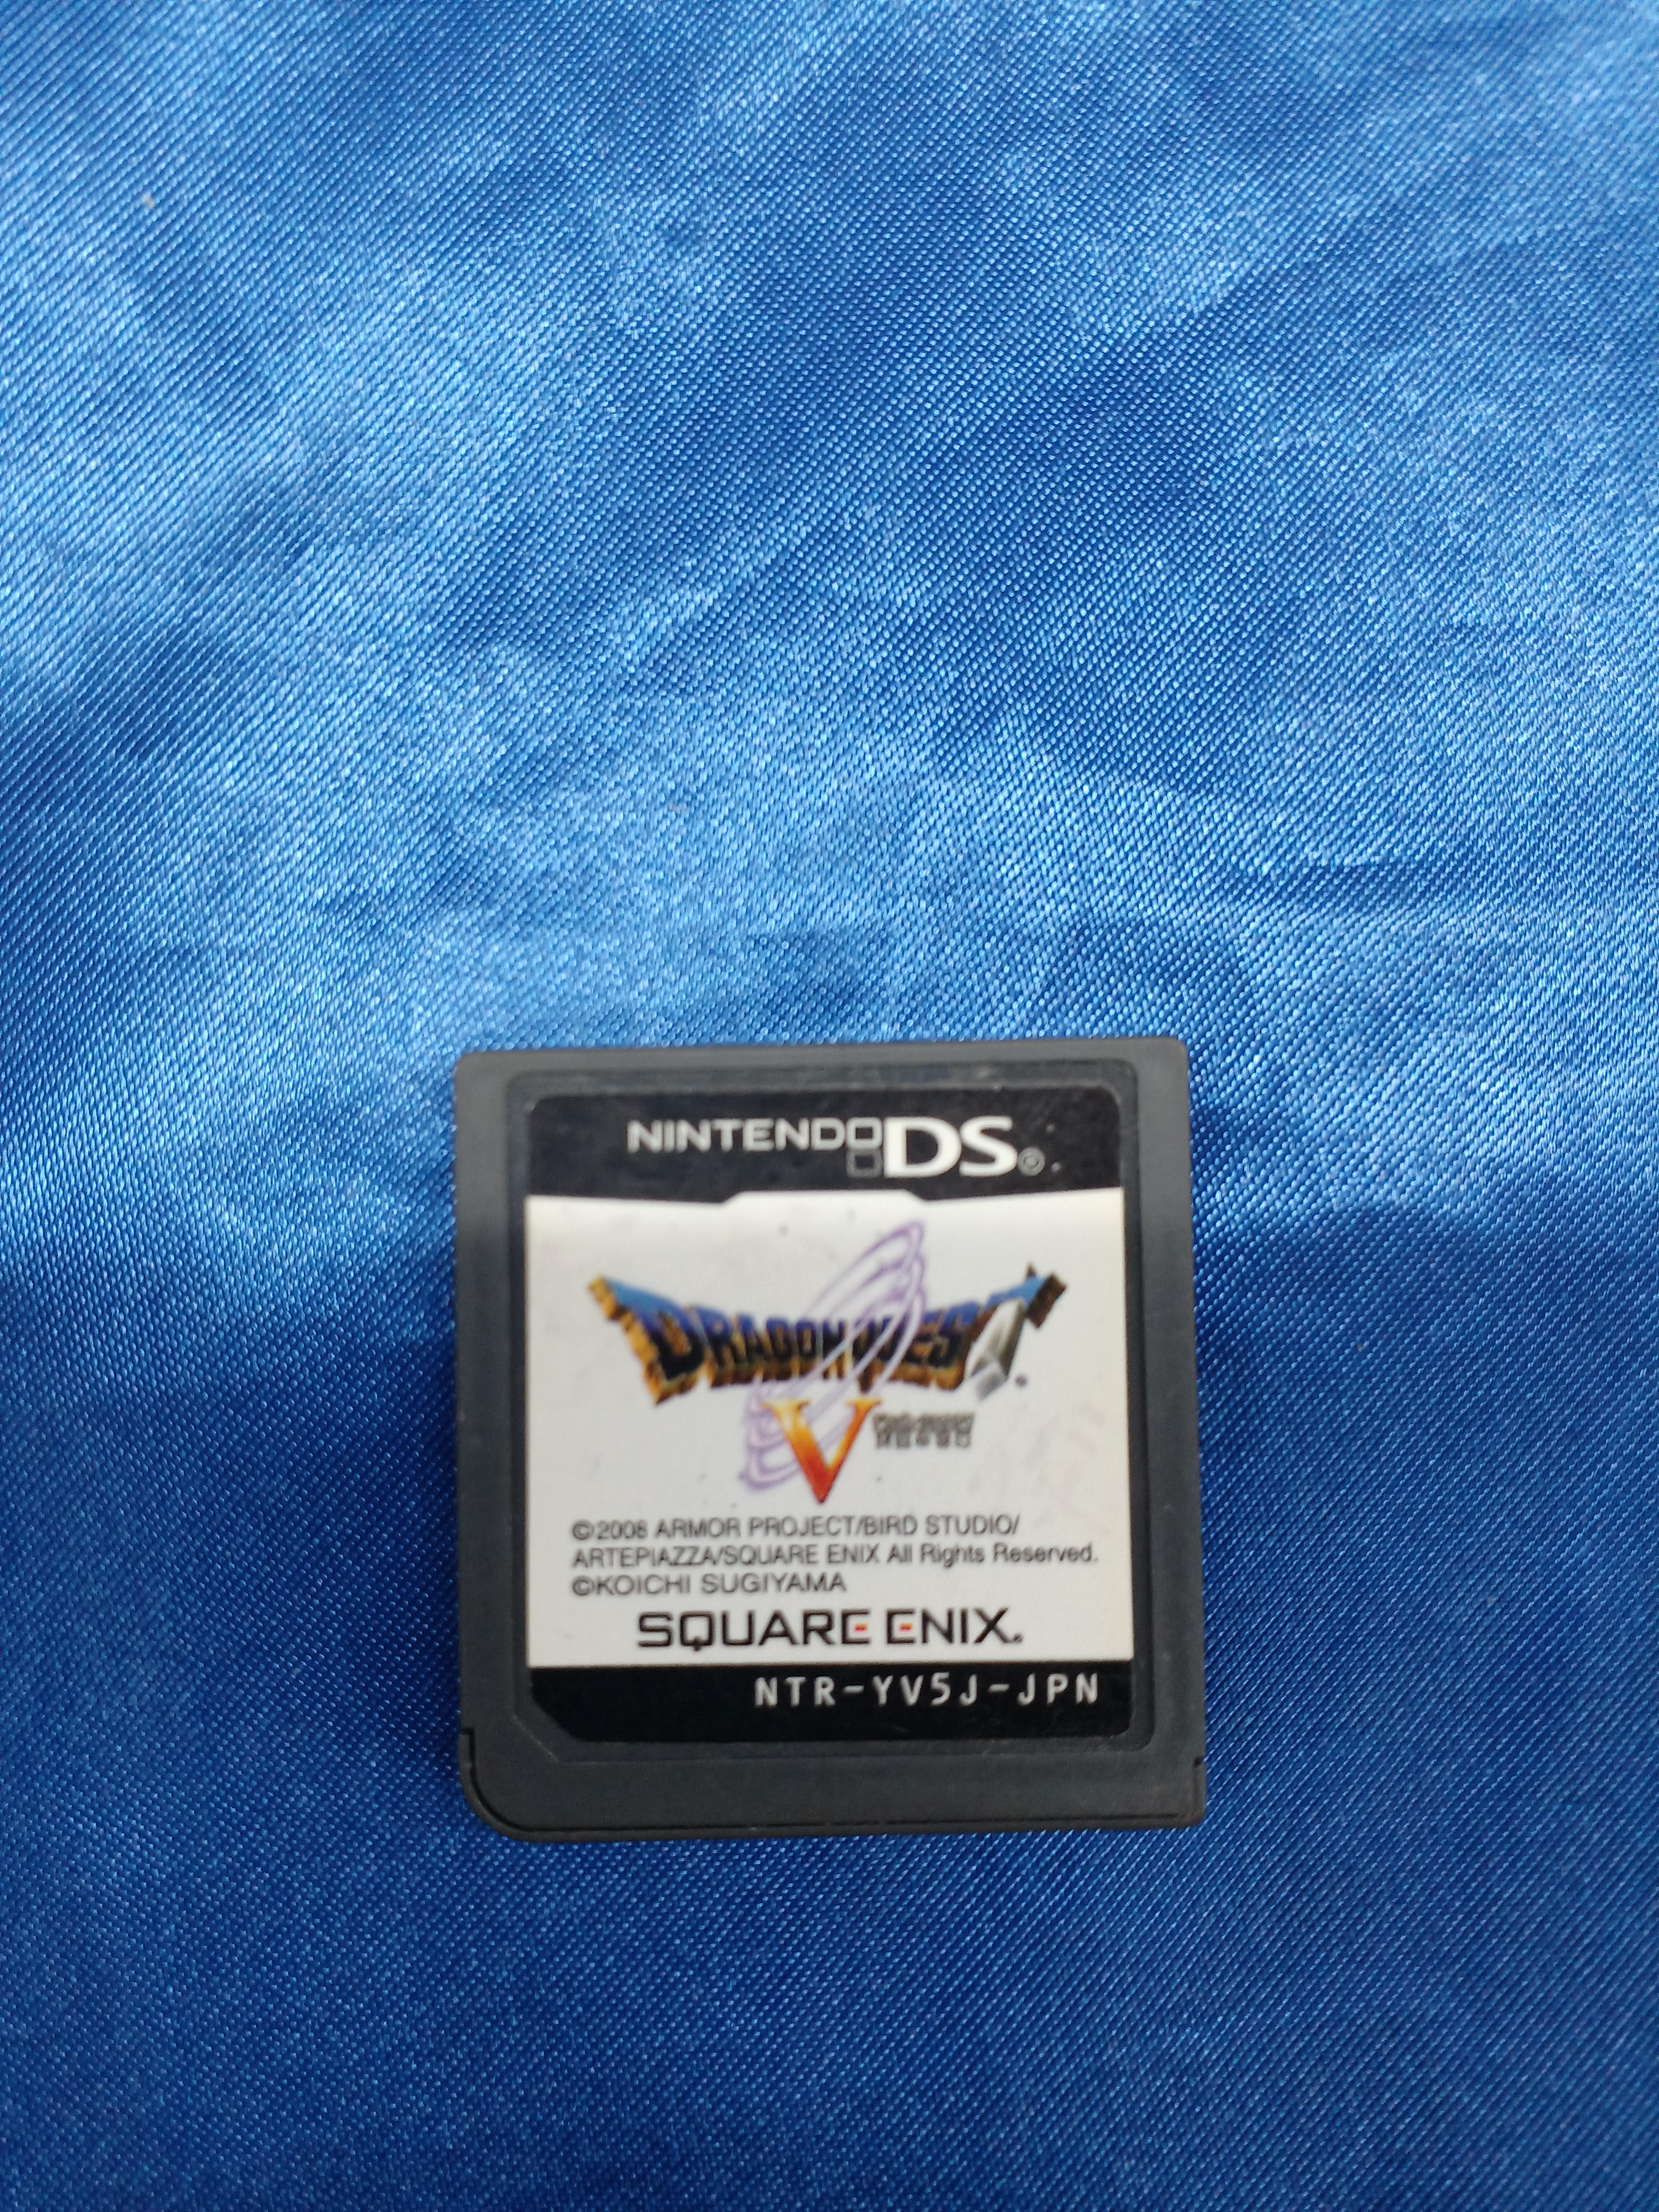 NINTENDO DS®
DRAGON QUEST
V
©2008 ARMOR PROJECT/BIRD STUDIO/
ARTEPIAZZA/SQUARE ENIX All Rights Reserved.
©KOICHI SUGIYAMA
SQUARE ENIX.
NTR-YV5J-JPN